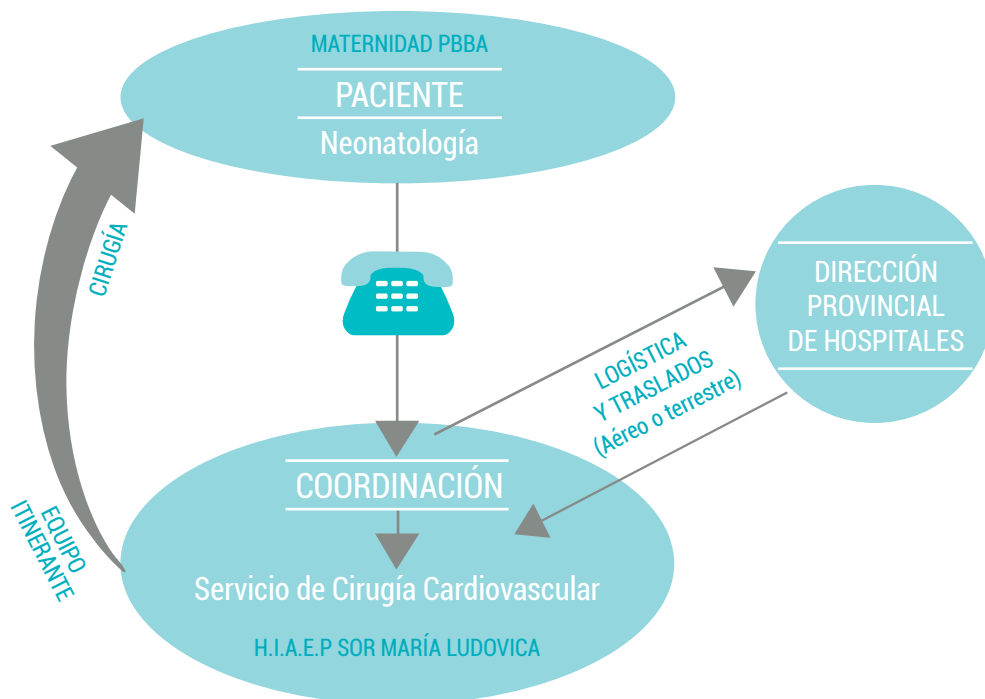 MATERNIDAD PBBA
PACIENTE
Neonatología
CIRUGÍA
DIRECCIÓN
PROVINCIAL
DE HOSPITALES
LOGÍSTICA
Y TRASLADOS
(Aéreo o terrestre)
COORDINACIÓN
EQUIPO
ITINERANTE
Servicio de Cirugía Cardiovascular
H.I.A.E.P SOR MARÍA LUDOVICA